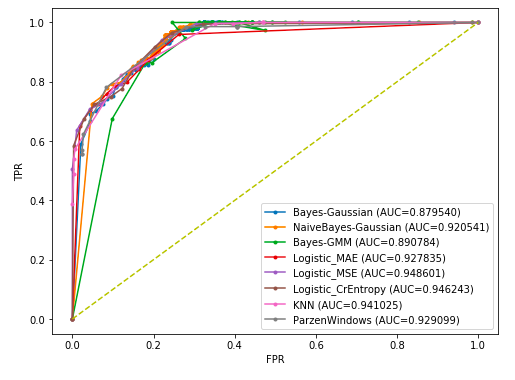 1.0
0.8
0.6
0.4
0.2
0.0
TPR
0.0 0.2 0.4 0.6 0.8 1.0
FPR
Bayes-Gaussian (AUC=0.879540)
NaiveBayes-Gaussian (AUC=0.920541)
Bayes-GMM (AUC=0.890784)
Logistic_MAE (AUC=0.927835)
Logistic_MSE (AUC=0.948601)
Logistic_CrEntropy (AUC=0.946243)
KNN (AUC=0.941025)
ParzenWindows (AUC=0.929099)